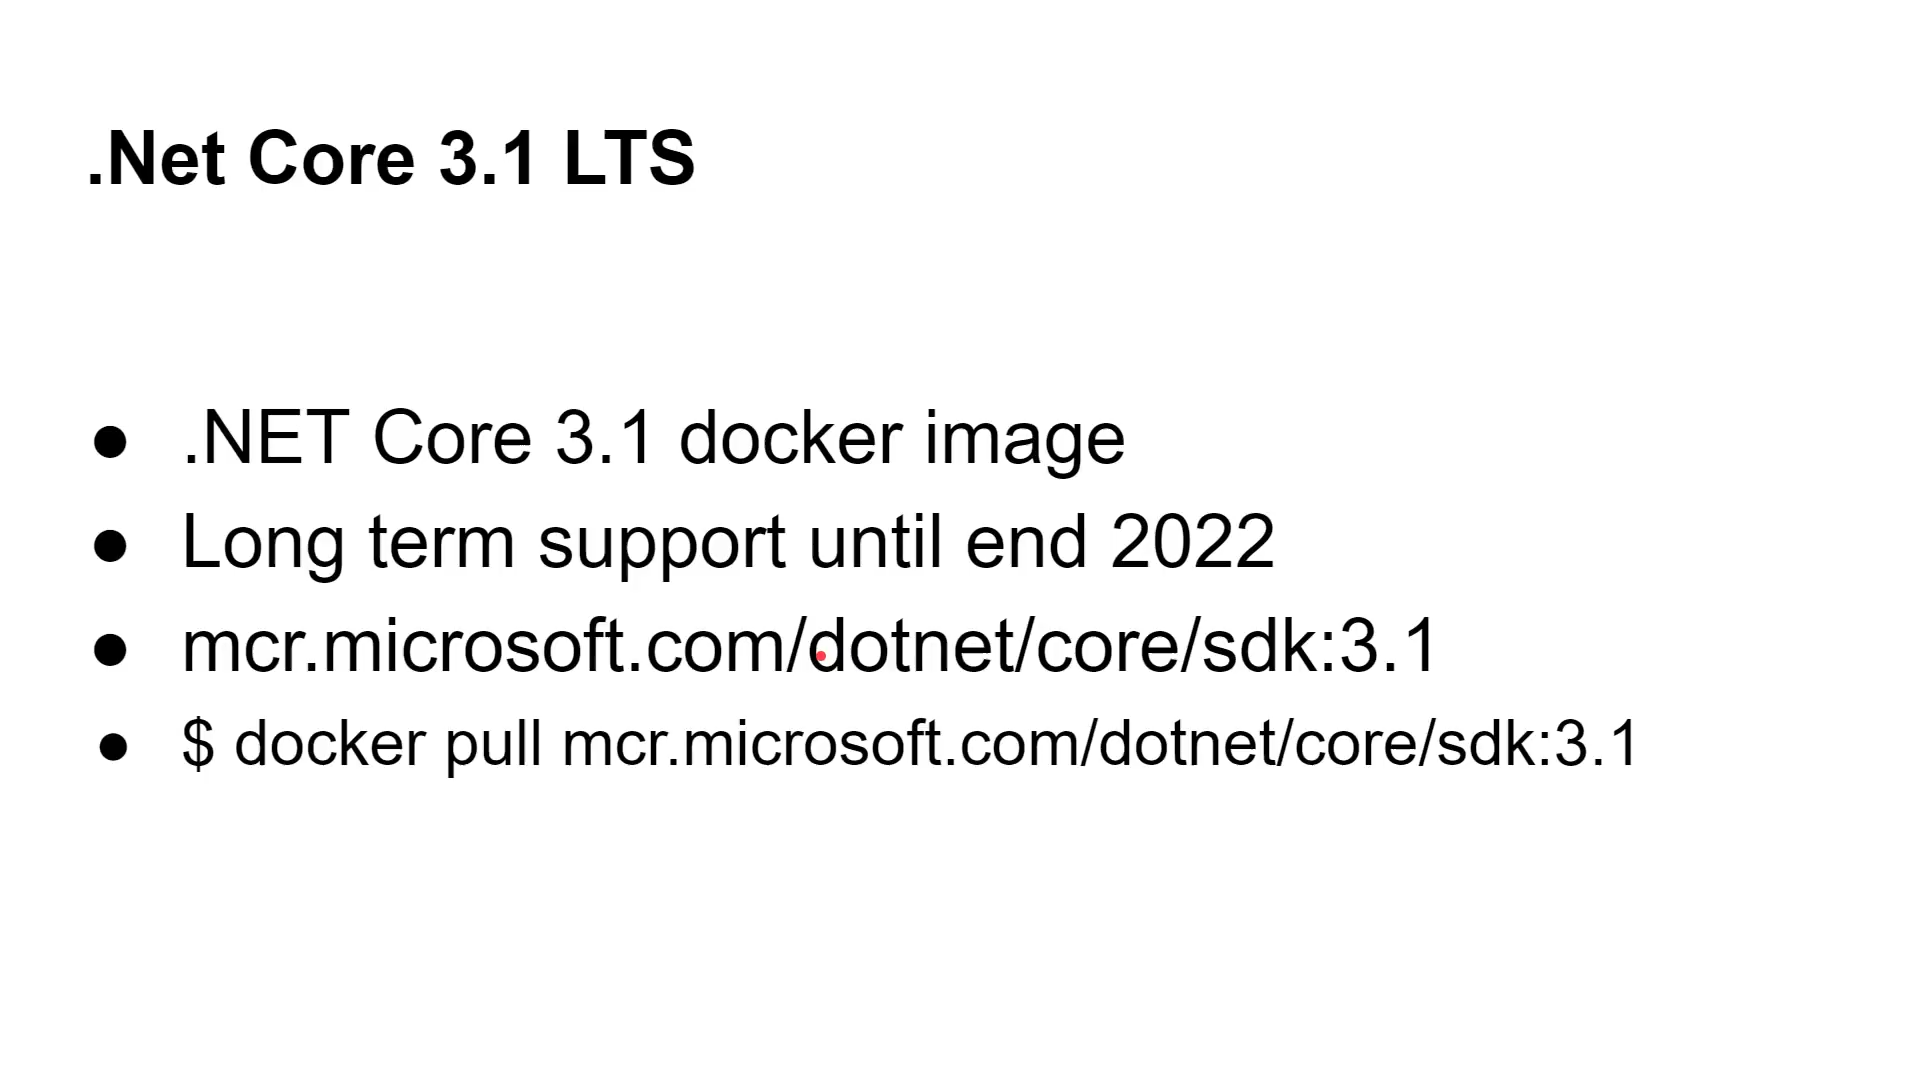 .Net Core 3.1 LTS
● .NET Core 3.1 docker image
● Long term support until end 2022
● mcr.microsoft.com/dotnet/core/sdk:3.1
● $ docker pull mcr.microsoft.com/dotnet/core/sdk:3.1